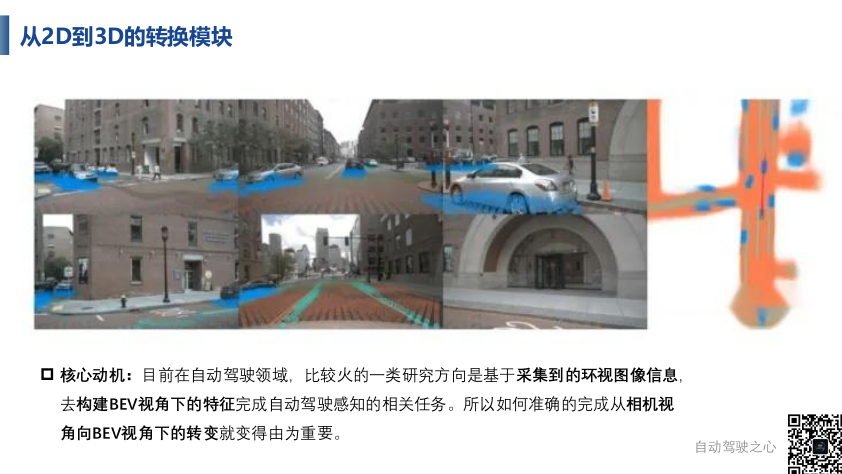 从2D到3D的转换模块
核心动机：目前在自动驾驶领域，比较火的一类研究方向是基于采集到的环视图像信息，
去构建BEV视角下的特征完成自动驾驶感知的相关任务。所以如何准确的完成从相机视
角向BEV视角下的转变就变得由为重要。
自动驾驶之心